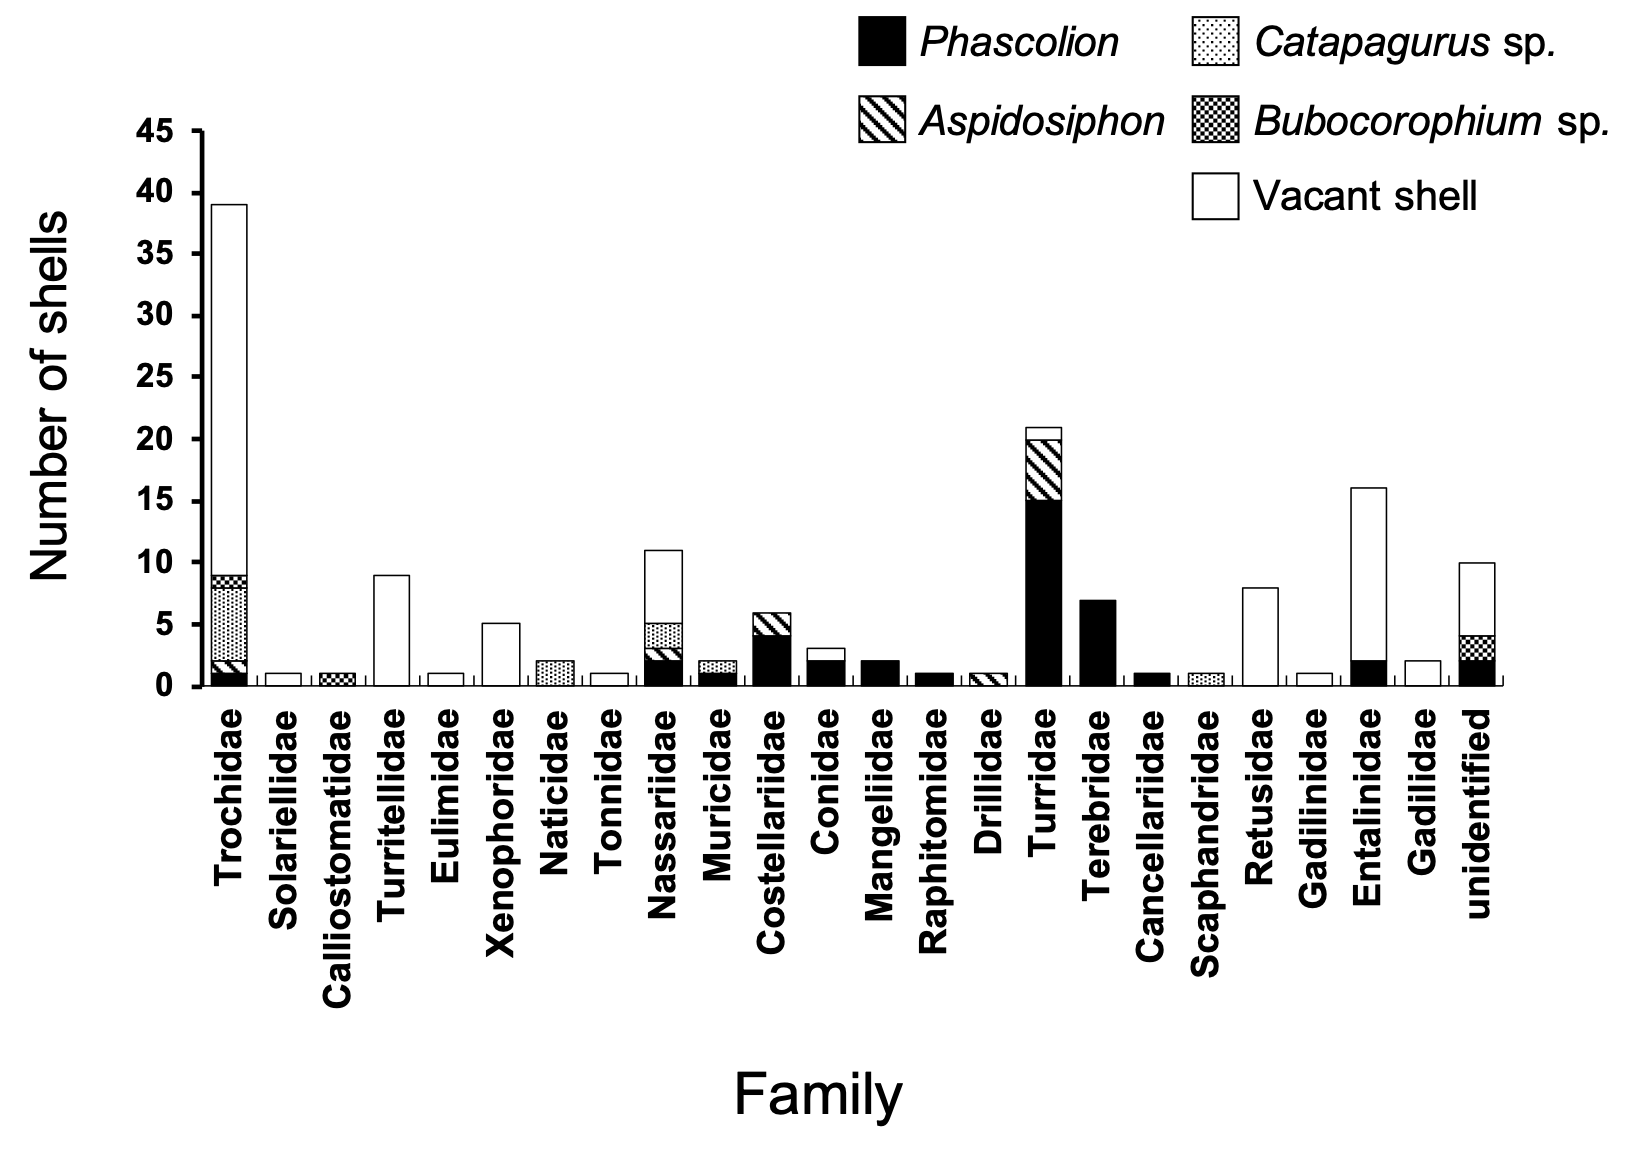 Phascolion
Catapagurus sp.
Aspidosiphon
Bubocorophium sp.
Vacant shell
Number of shells
45
40
35
30
25
20
15
10
5
0
Trochidae
Solariellidae
Calliostomatidae
Turritellidae
Eulimidae
Xenophoridae
Naticidae
Tonnidae
Nassariidae
Muricidae
Costellariidae
Conidae
Mangeliidae
Raphitomidae
Drilliidae
Turridae
Terebridae
Cancellariidae
Scaphandridae
Retusidae
Gadilinidae
Entalinidae
Gadilidae
unidentified
Family